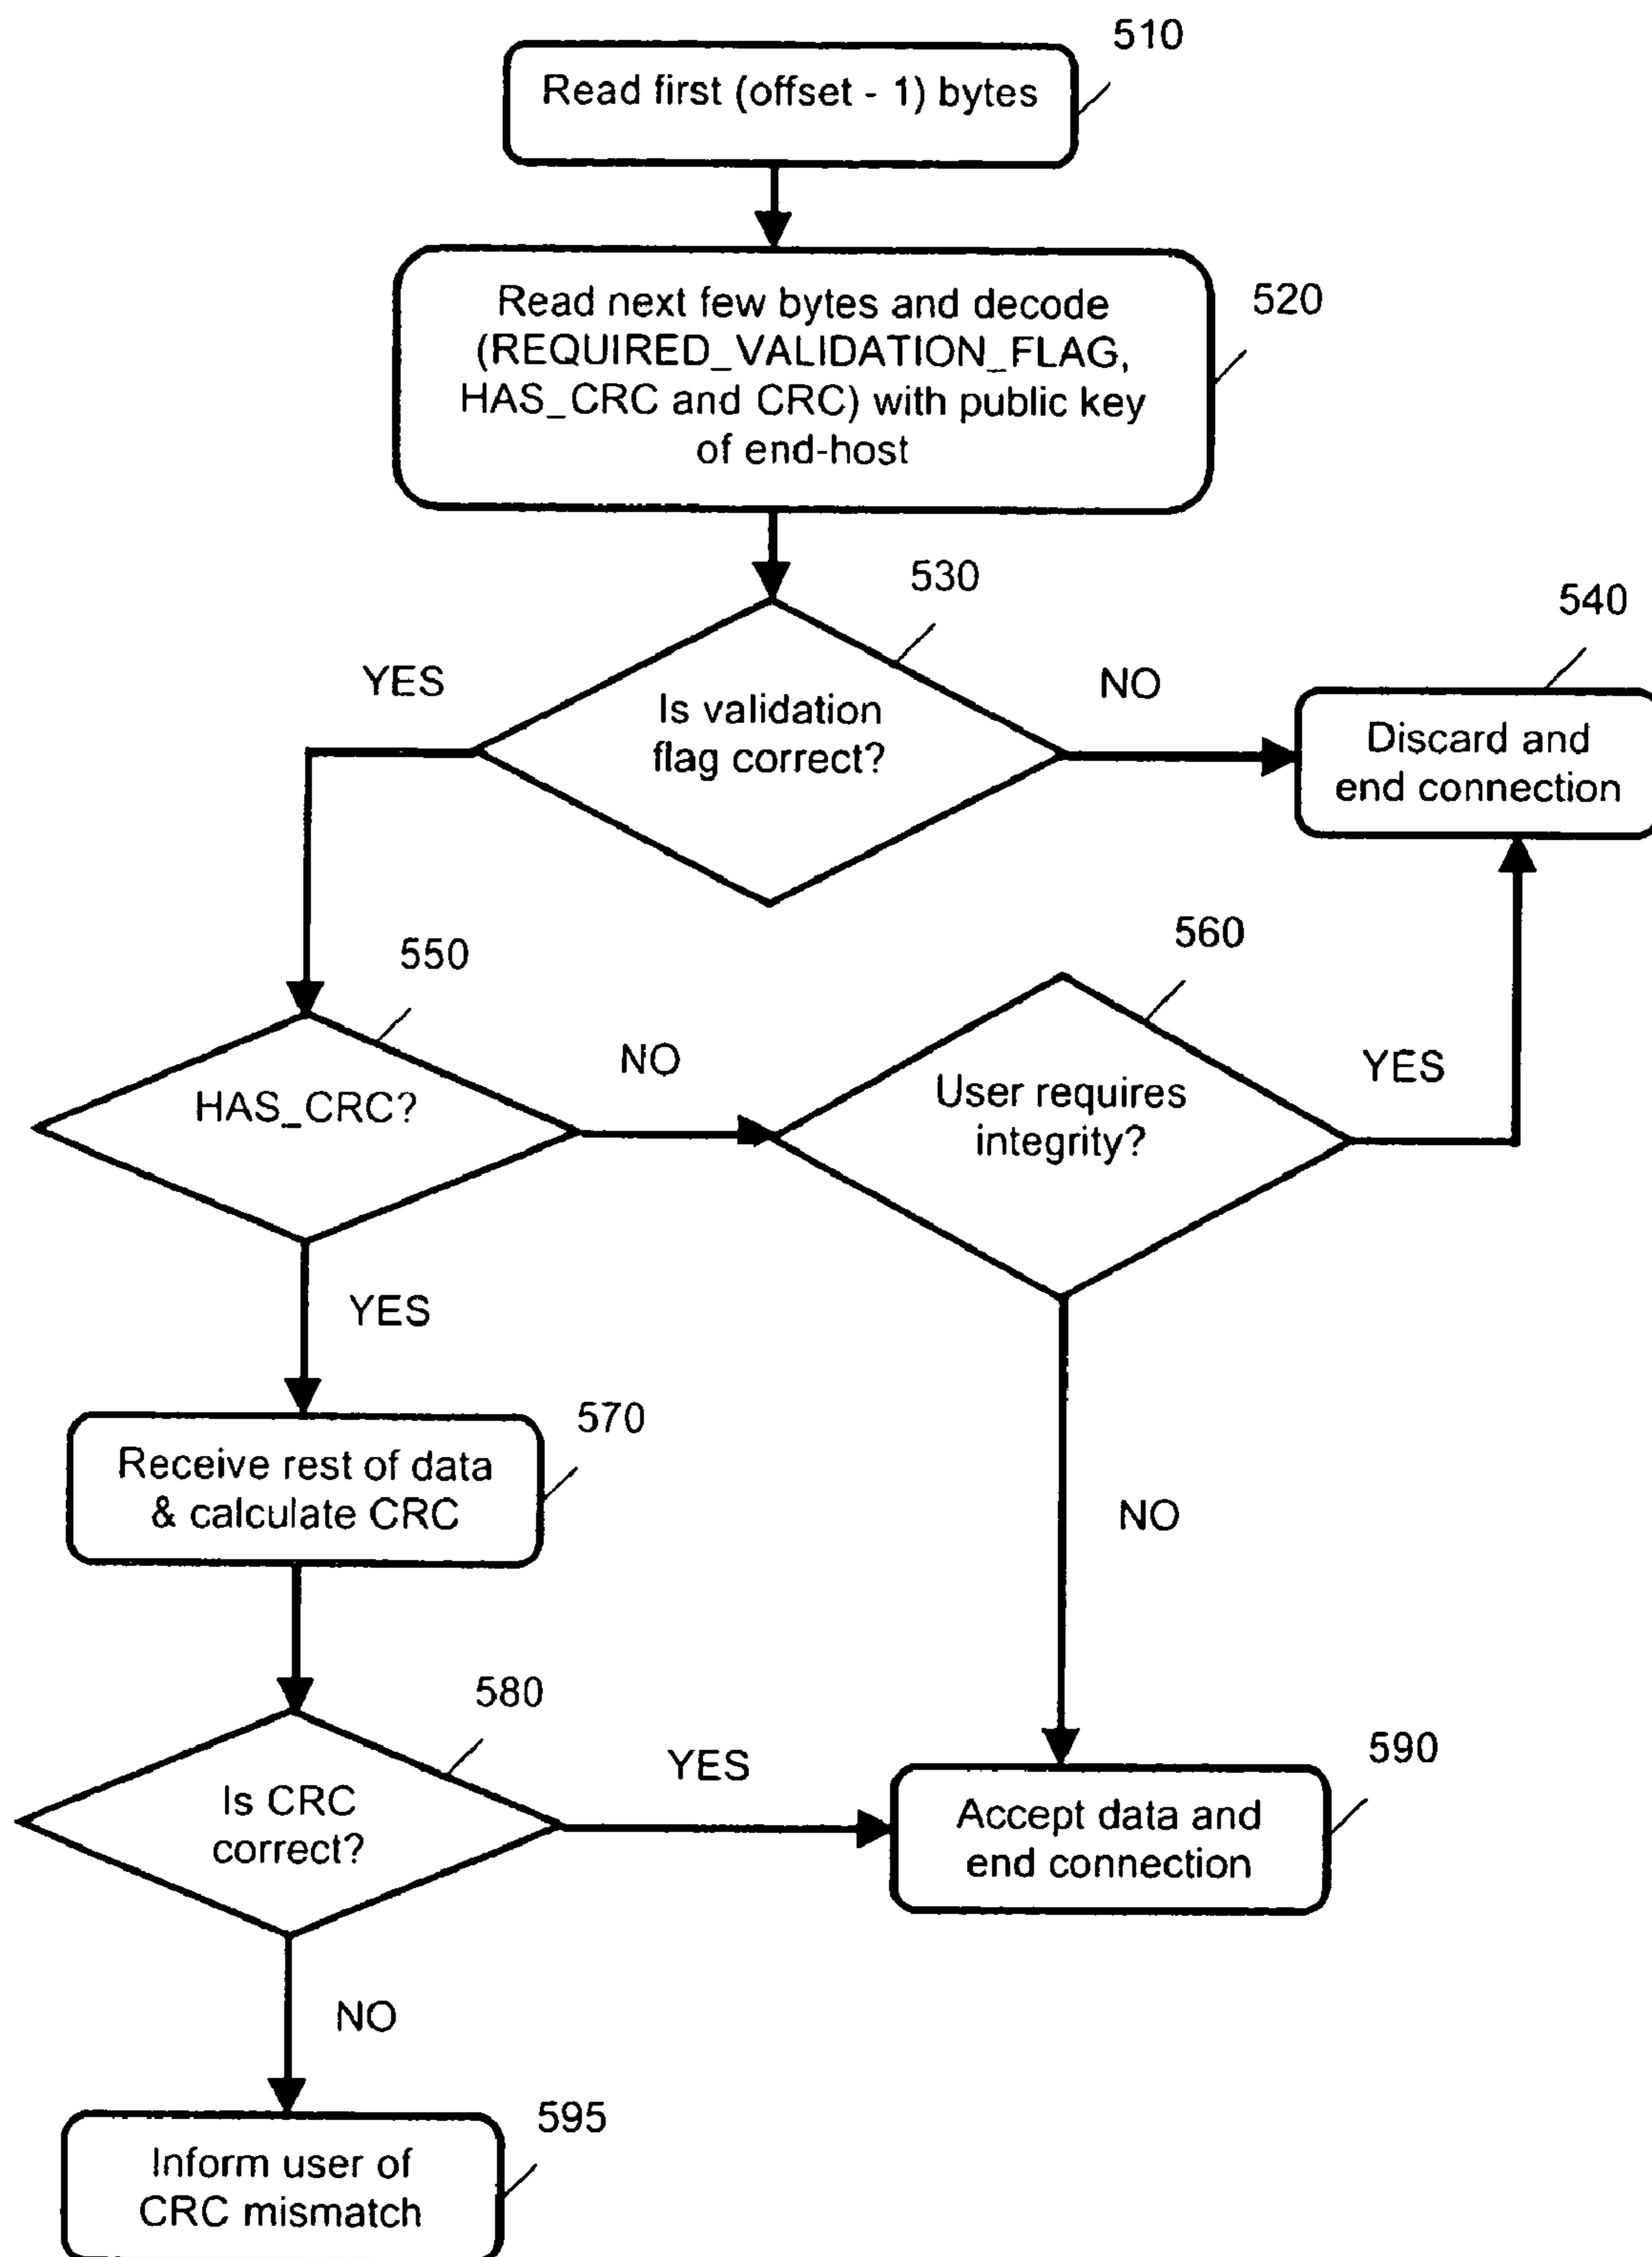 510
Read first (offset - 1) bytes
Read next few bytes and decode
(REQUIRED_VALIDATION_FLAG,
HAS_CRC and CRC) with public key
of end-host
520
530
540
YES
Is validation
flag correct?
NO
Discard and
end connection
550
560
HAS_CRC?
NO
User requires
integrity?
YES
YES
570
Receive rest of data
& calculate CRC
NO
580
Is CRC
correct?
YES
590
Accept data and
end connection
NO
595
Inform user of
CRC mismatch